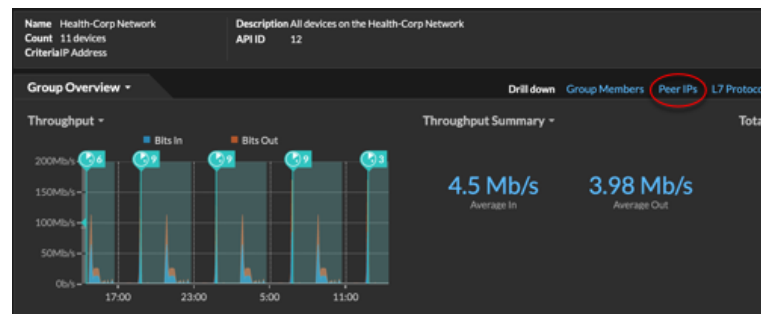 Name Health-Corp Network
Count 11 devices
Criteria IP Address
Description All devices on the Health-Corp Network
API ID 12
Group Overview
Drill down Group Members Peer IPs L7 Protoco
Throughput
Bits In Bits Out
200Mb/s
150Mb/s
100Mb/s
50Mb/s
0b/s
6 9 9 9 3
17:00 23:00 5:00 11:00
Throughput Summary
4.5 Mb/s
Average In
3.98 Mb/s
Average Out
Tota